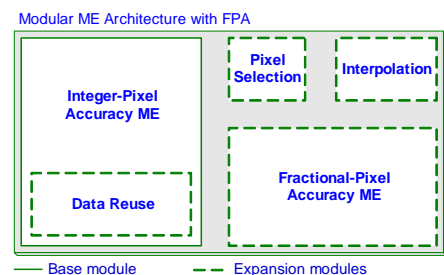 Modular ME Architecture with FPA
Integer-Pixel
Accuracy ME
Pixel
Selection
Interpolation
Data Reuse
Fractional-Pixel
Accuracy ME
Base module
Expansion modules